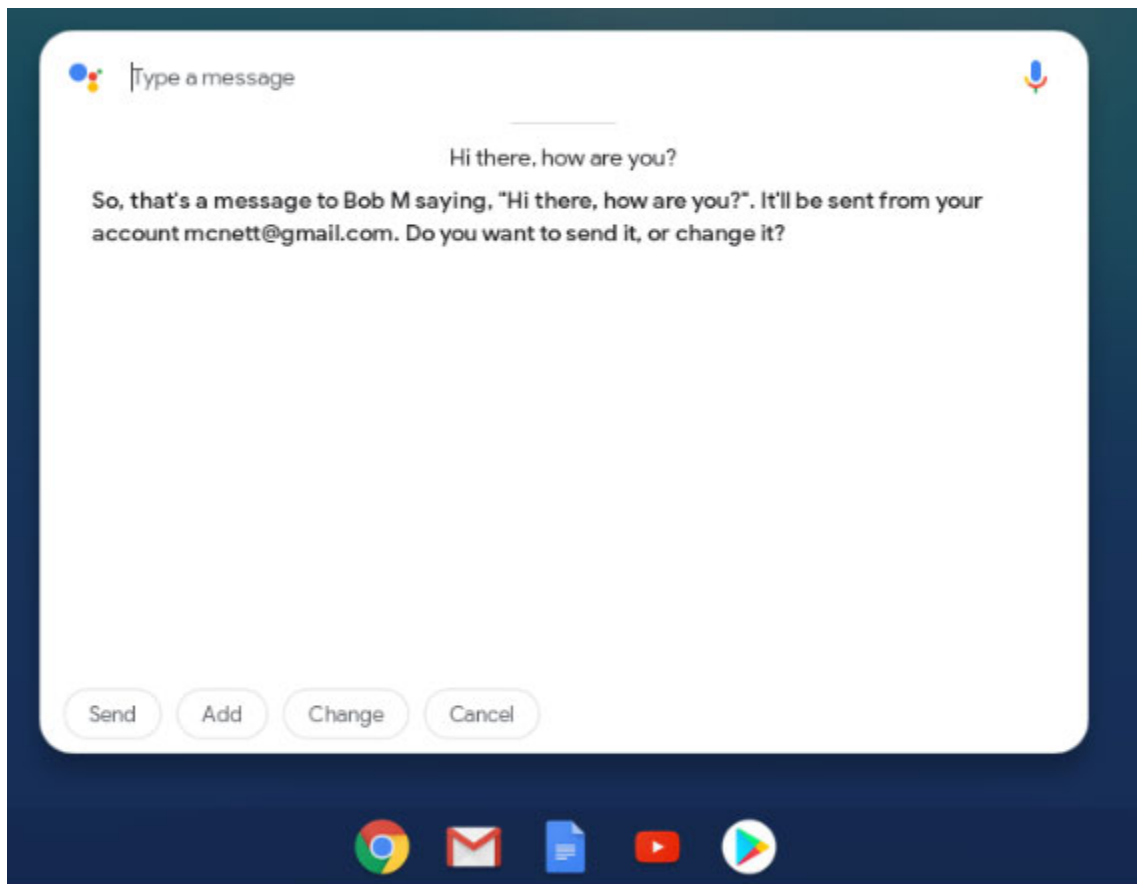 Type a message
Hi there, how are you?
So, that's a message to Bob M saying, "Hi there, how are you?". It'll be sent from your
account mcnett@gmail.com. Do you want to send it, or change it?
Send Add Change Cancel